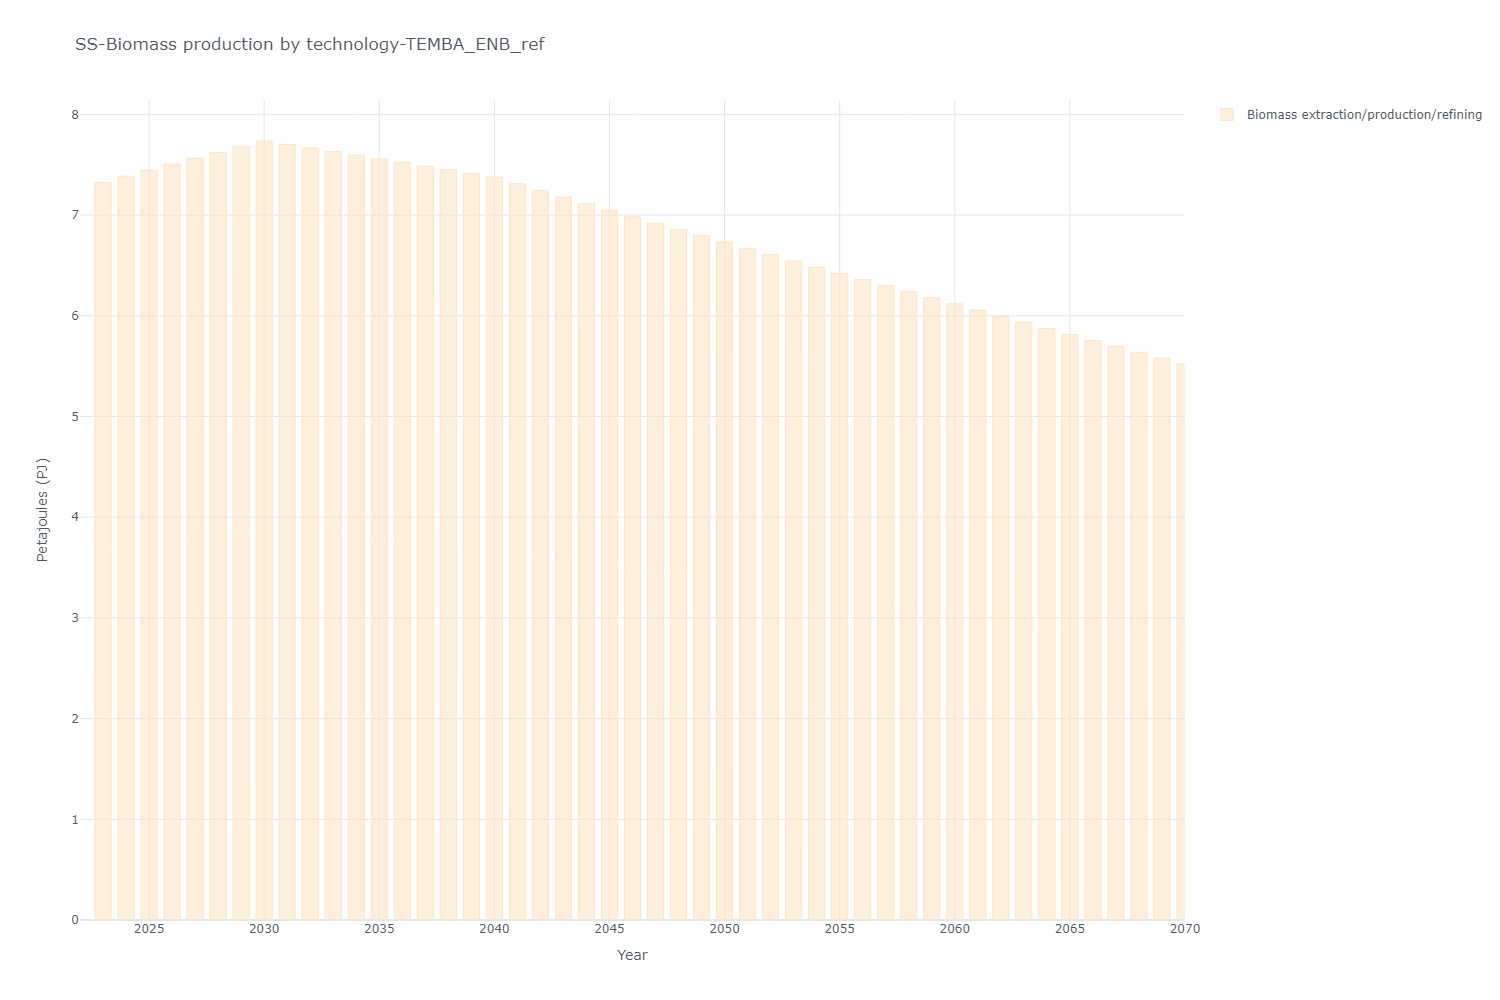 SS-Biomass production by technology-TEMBA_ENB_ref
Biomass extraction/production/refining
8
7
6
5
4
3
2
1
0
Petajoules (PJ)
2025 2030 2035 2040 2045 2050 2055 2060 2065 2070
Year